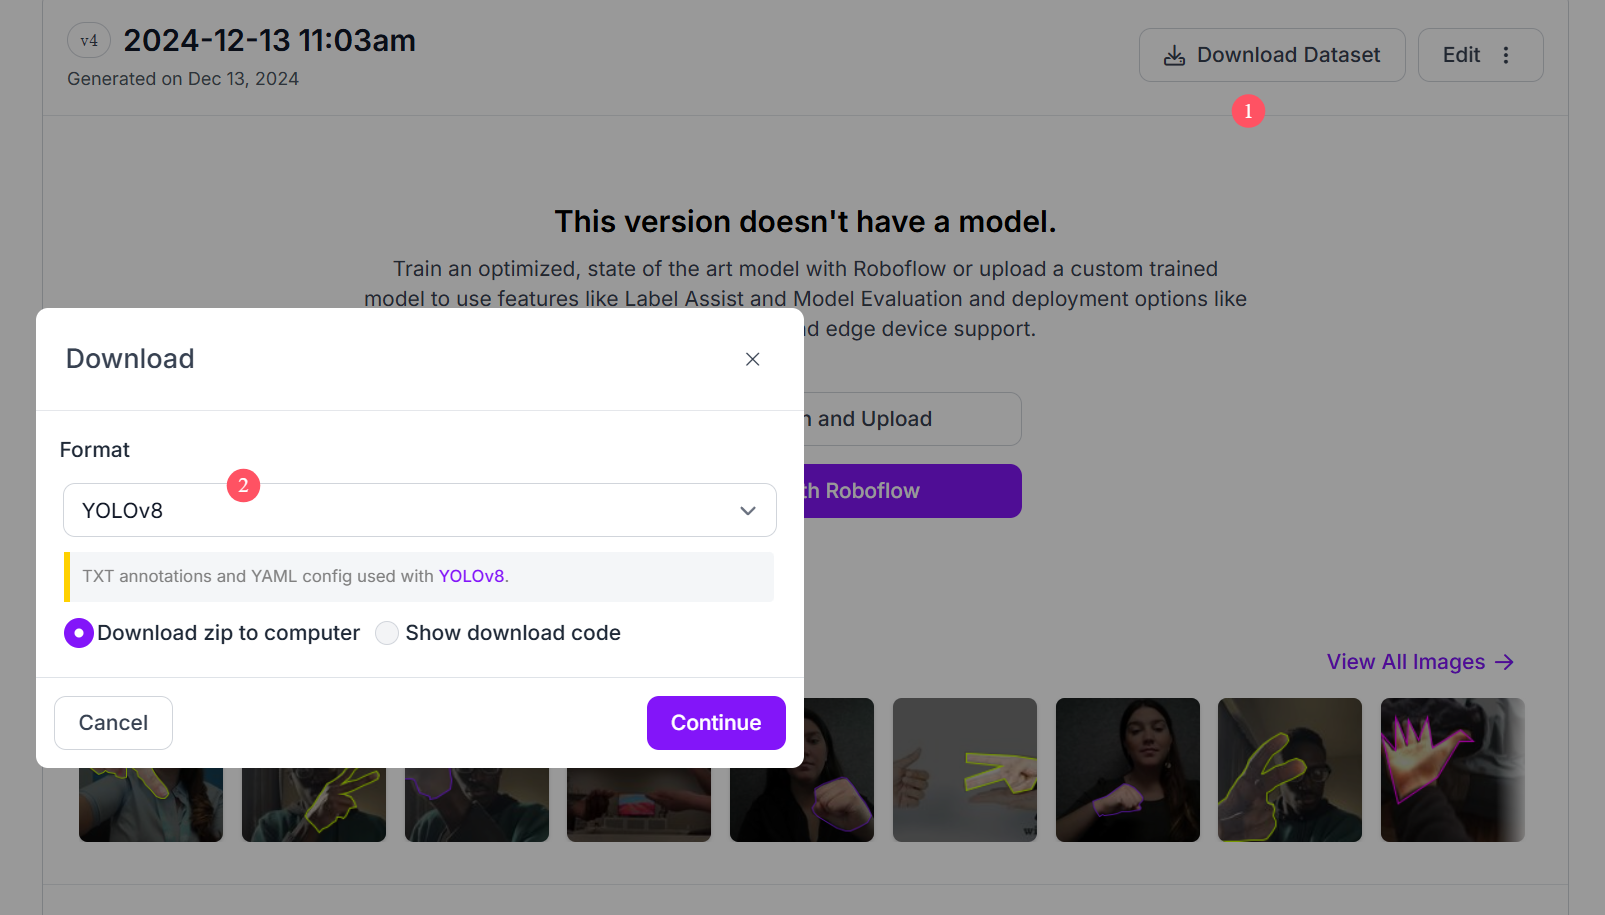 v4 2024-12-13 11:03am
Generated on Dec 13, 2024
Download Dataset
Edit
1
This version doesn't have a model.
Train an optimized, state of the art model with Roboflow or upload a custom trained
model to use features like Label Assist and Model Evaluation and deployment options like
d edge device support.
and Upload
th Roboflow
Download
Format
2
YOLOv8
TXT annotations and YAML config used with YOLOv8.
Download zip to computer
Show download code
Cancel
Continue
View All Images →